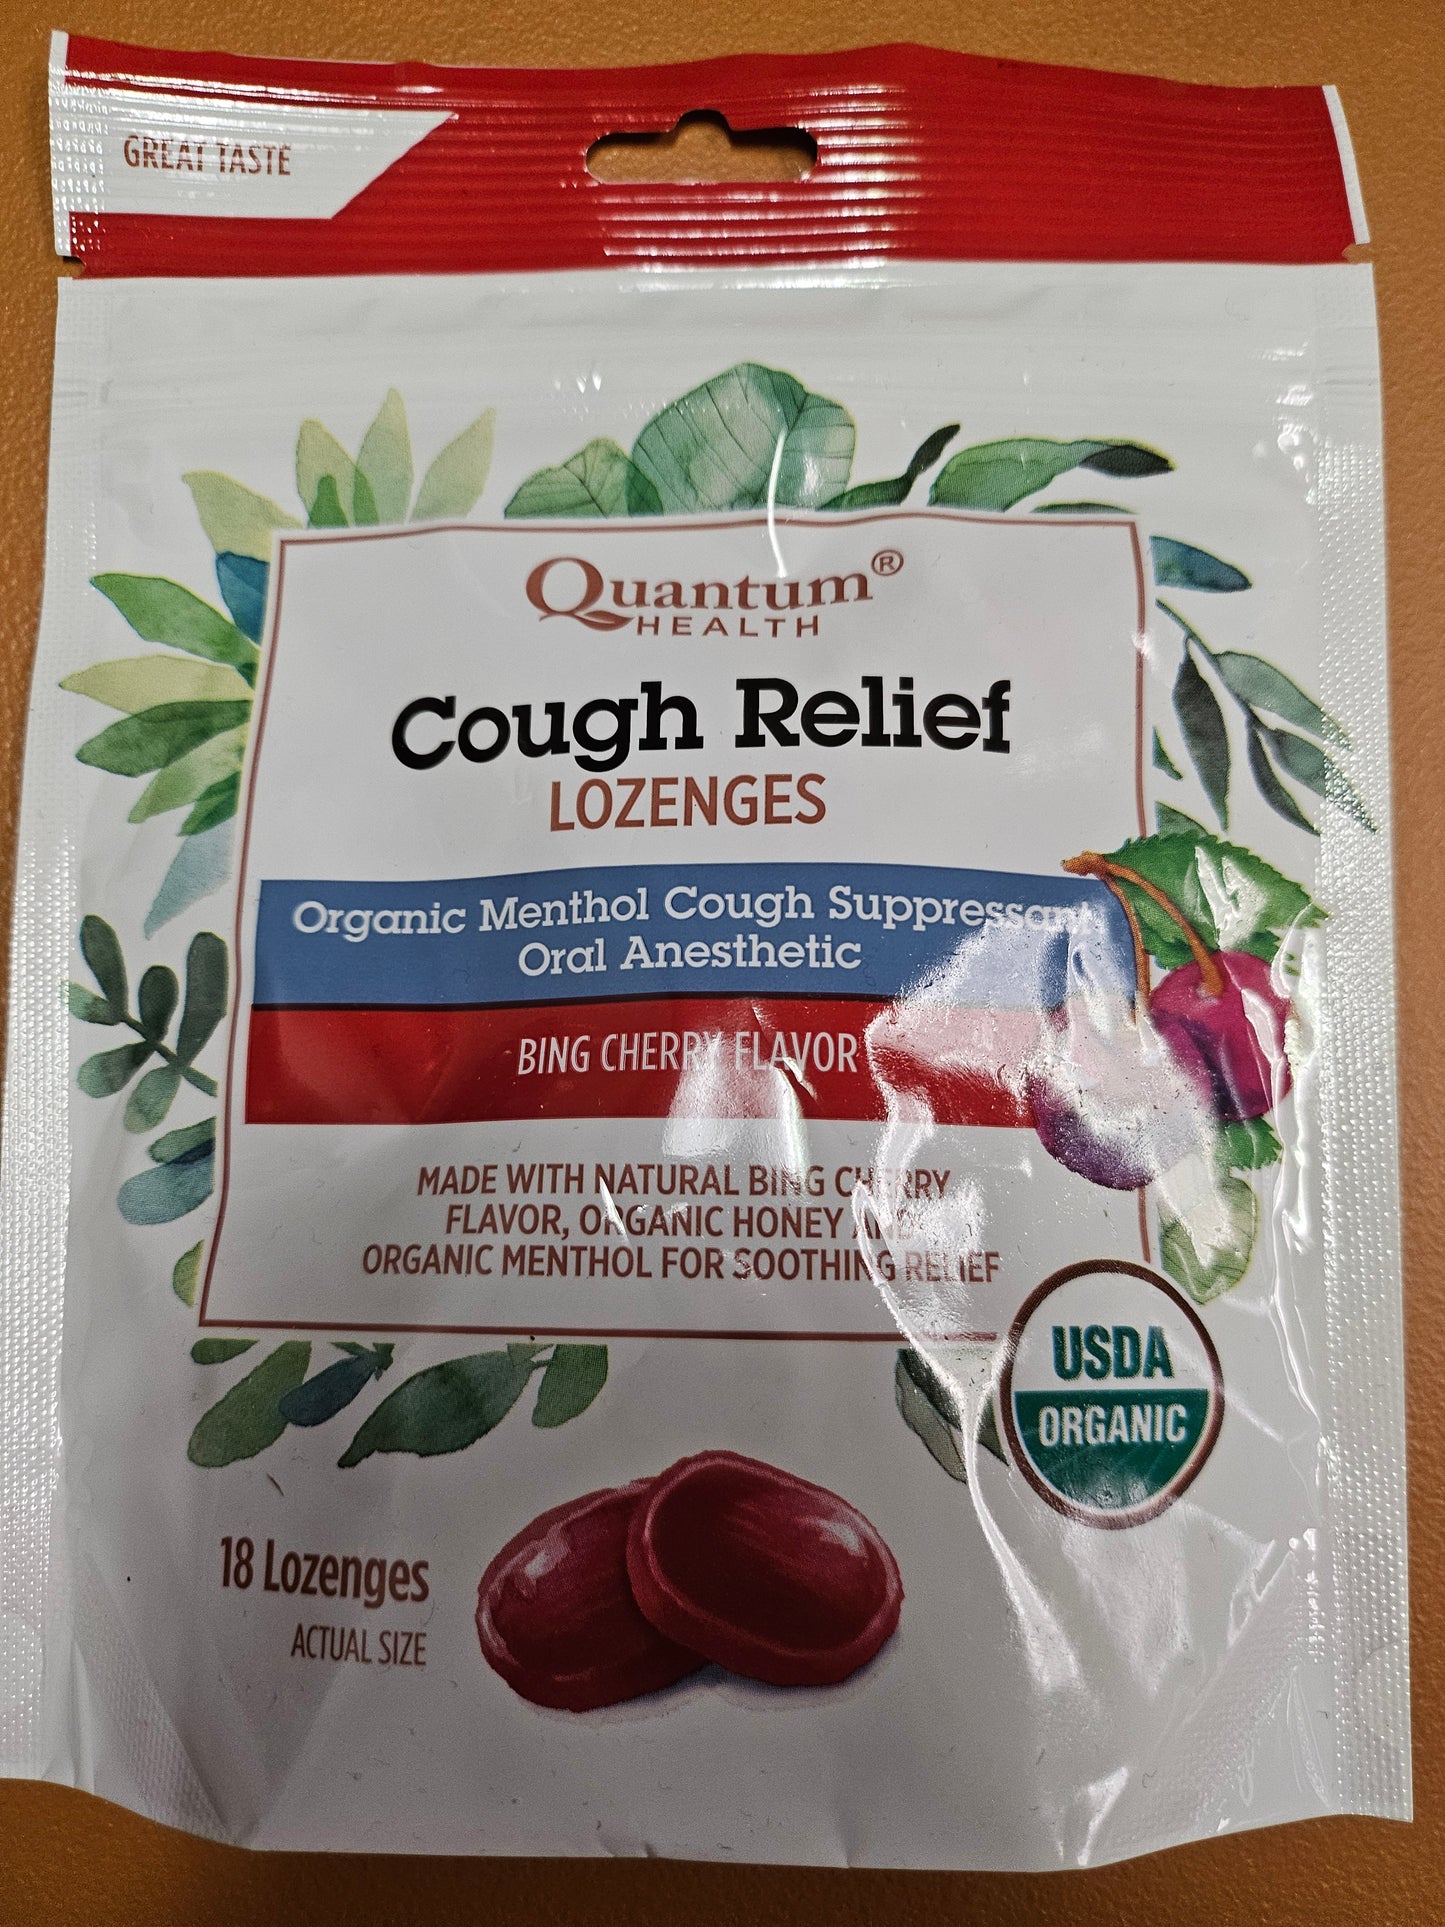 GREAT TASTE
Quantum®
HEALTH
Cough Relief
LOZENGES
Organic Menthol Cough Suppressant
Oral Anesthetic
BING CHERRY FLAVOR
MADE WITH NATURAL BING CHERRY
FLAVOR, ORGANIC HONEY AND
ORGANIC MENTHOL FOR SOOTHING RELIEF
USDA
ORGANIC
18 Lozenges
ACTUAL SIZE